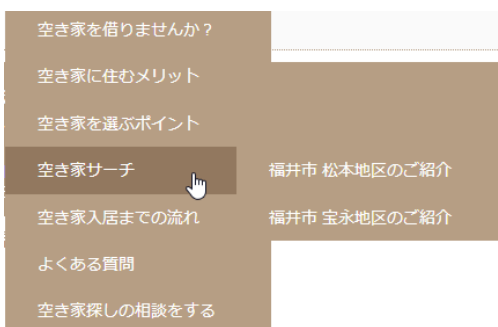 空き家を借りませんか？
空き家に住むメリット
空き家を選ぶポイント
空き家サーチ
福井市 松本地区のご紹介
空き家入居までの流れ
福井市 宝永地区のご紹介
よくある質問
空き家探しの相談をする